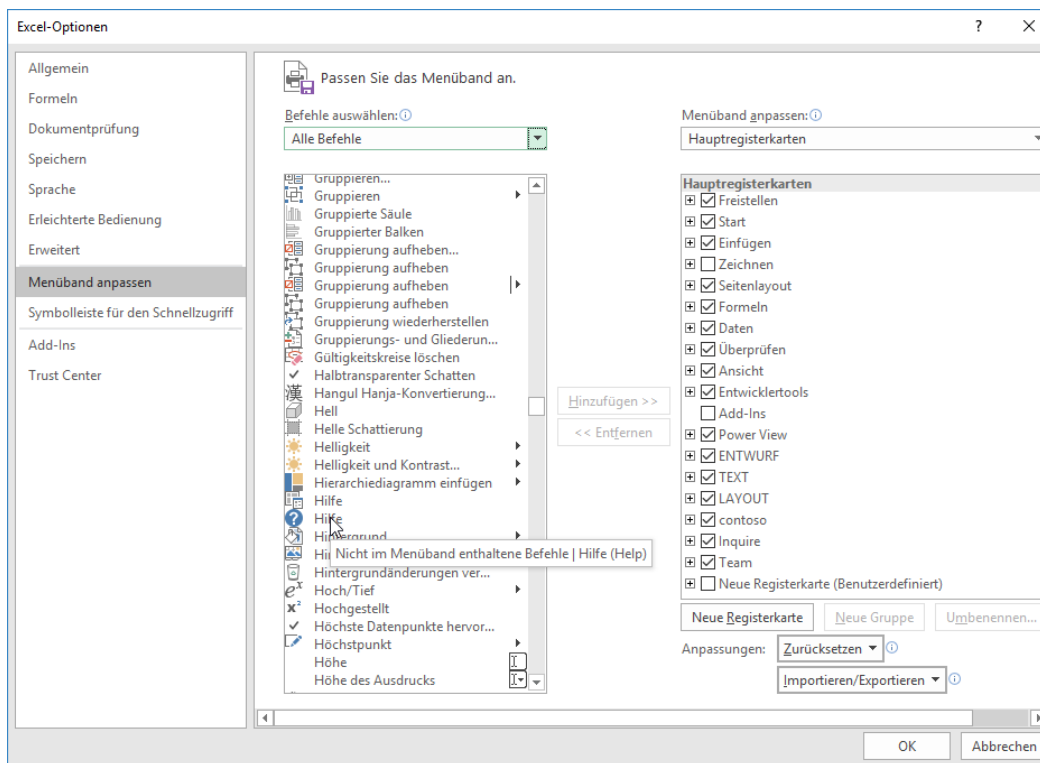 Excel-Optionen
?
Allgemein
Formeln
Dokumentprüfung
Speichern
Sprache
Erleichterte Bedienung
Erweitert
Menüband anpassen
Symbolleiste für den Schnellzugriff
Add-Ins
Trust Center
Passen Sie das Menüband an.
Befehle auswählen:
Alle Befehle
Gruppieren...
Gruppieren
Gruppierte Säule
Gruppierter Balken
Gruppierung aufheben...
Gruppierung aufheben
Gruppierung aufheben
Gruppierung aufheben
Gruppierung wiederherstellen
Gruppierungs- und Gliederun...
Gültigkeitskreise löschen
Halbtransparenter Schatten
漢 Hangul Hanja-Konvertierung...
Hell
Helle Schattierung
Helligkeit
Helligkeit und Kontrast...
Hierarchiediagramm einfügen
Hilfe
? Hilfe
Hintergrund
Nicht im Menüband enthaltene Befehle | Hilfe (Help)
Hintergrundänderungen ver...
eˣ Hoch/Tief
x² Hochgestellt
Höchste Datenpunkte hervor...
Höchstpunkt
Höhe
Höhe des Ausdrucks
Hinzufügen >>
<< Entfernen
Menüband anpassen:
Hauptregisterkarten
Hauptregisterkarten
Freistellen
Start
Einfügen
Zeichnen
Seitenlayout
Formeln
Daten
Überprüfen
Ansicht
Entwicklertools
Add-Ins
Power View
ENTWURF
TEXT
LAYOUT
contoso
Inquire
Team
Neue Registerkarte (Benutzerdefiniert)
Neue Registerkarte
Neue Gruppe
Umbenennen...
Anpassungen:
Zurücksetzen
Importieren/Exportieren
OK
Abbrechen